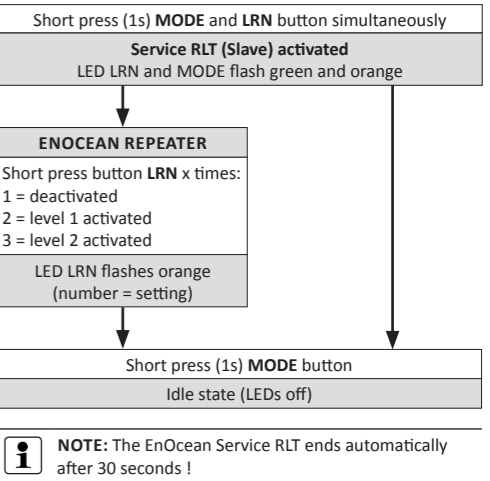 Short press (1s) MODE and LRN button simultaneously
Service RLT (Slave) activated
LED LRN and MODE flash green and orange
ENOCEAN REPEATER
Short press button LRN x times:
1 = deactivated
2 = level 1 activated
3 = level 2 activated
LED LRN flashes orange
(number = setting)
Short press (1s) MODE button
Idle state (LEDs off)
i
NOTE: The EnOcean Service RLT ends automatically
after 30 seconds !